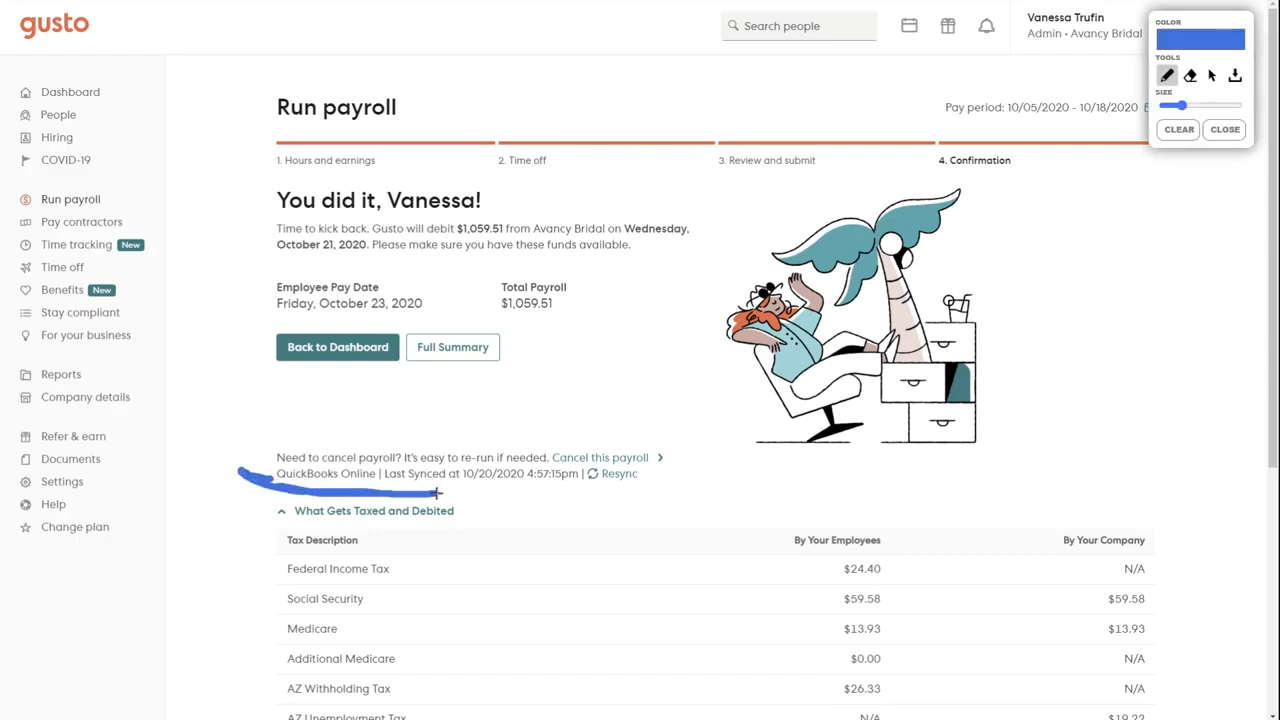 gusto
Search people
Vanessa Trufin
Admin • Avancy Bridal
COLOR
TOOLS
SIZE
CLEAR
CLOSE
Dashboard
People
Hiring
COVID-19
Run payroll
Pay contractors
Time tracking New
Time off
Benefits New
Stay compliant
For your business
Reports
Company details
Refer & earn
Documents
Settings
Help
Change plan
Run payroll
Pay period: 10/05/2020 - 10/18/2020
1. Hours and earnings
2. Time off
3. Review and submit
4. Confirmation
You did it, Vanessa!
Time to kick back. Gusto will debit $1,059.51 from Avancy Bridal on Wednesday,
October 21, 2020. Please make sure you have these funds available.
Employee Pay Date
Friday, October 23, 2020
Total Payroll
$1,059.51
Back to Dashboard
Full Summary
Need to cancel payroll? It's easy to re-run if needed. Cancel this payroll
QuickBooks Online | Last Synced at 10/20/2020 4:57:15pm | Resync
What Gets Taxed and Debited
Tax Description By Your Employees By Your Company
Federal Income Tax $24.40 N/A
Social Security $59.58 $59.58
Medicare $13.93 $13.93
Additional Medicare $0.00 N/A
AZ Withholding Tax $26.33 N/A
AZ Unemployment Tax N/A $19.22